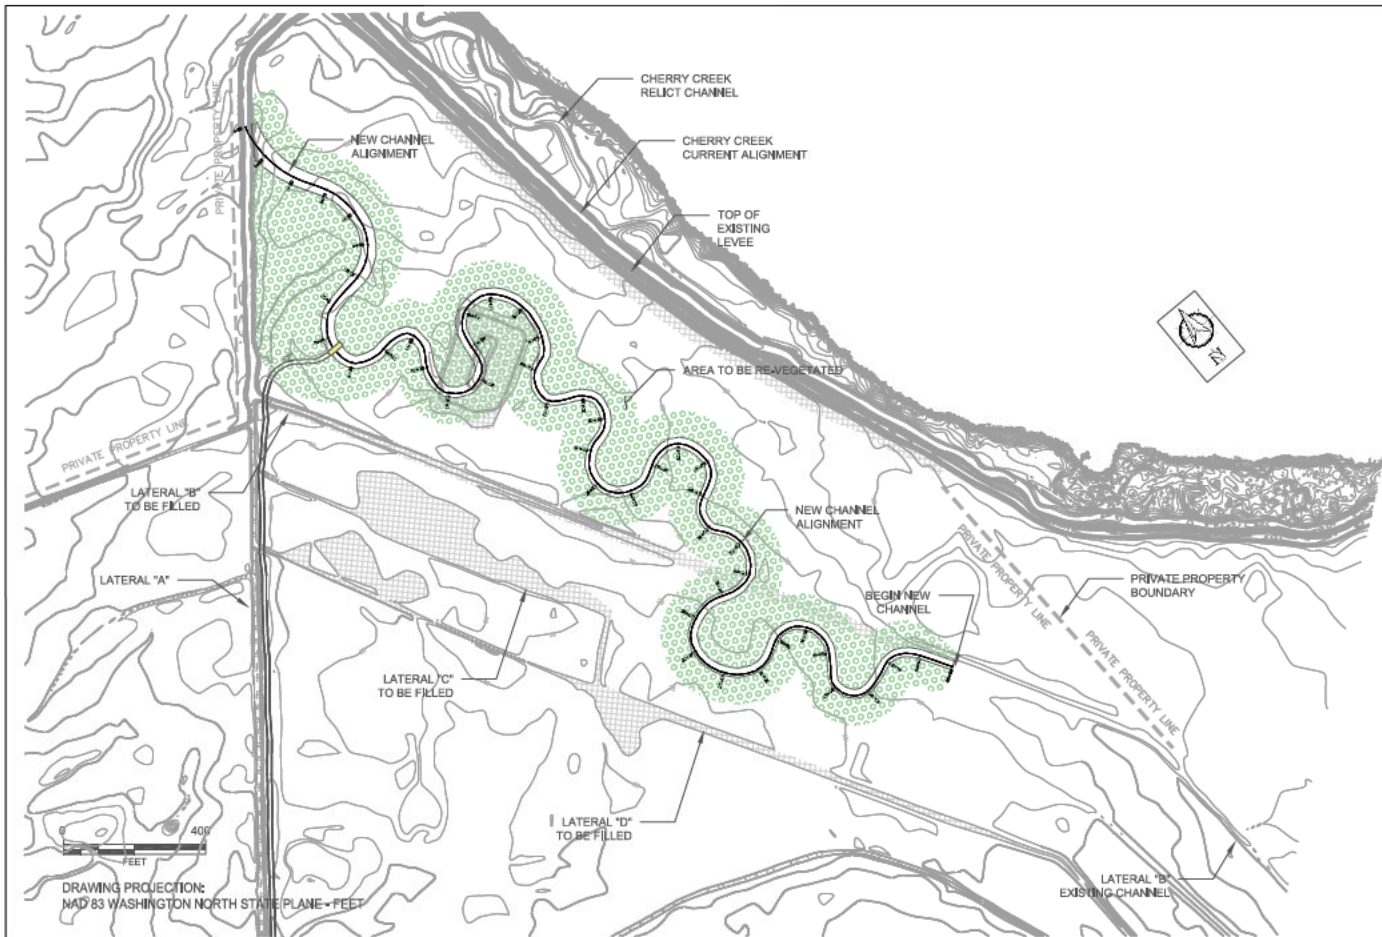 CHERRY CREEK
RELICT CHANNEL
PRIVATE PROPERTY LINE
NEW CHANNEL
ALIGNMENT
CHERRY CREEK
CURRENT ALIGNMENT
TOP OF
EXISTING
LEVEE
N
AREA TO BE RE-VEGETATED
PRIVATE PROPERTY LINE
LATERAL "B"
TO BE FILLED
NEW CHANNEL
ALIGNMENT
PRIVATE PROPERTY LINE
PRIVATE PROPERTY LINE
LATERAL "A"
BEGIN NEW
CHANNEL
PRIVATE PROPERTY
BOUNDARY
PRIVATE PROPERTY LINE
LATERAL "C"
TO BE FILLED
LATERAL "D"
TO BE FILLED
0 400
FEET
LATERAL "B"
EXISTING CHANNEL
DRAWING PROJECTION:
NAD 83 WASHINGTON NORTH STATE PLANE - FEET